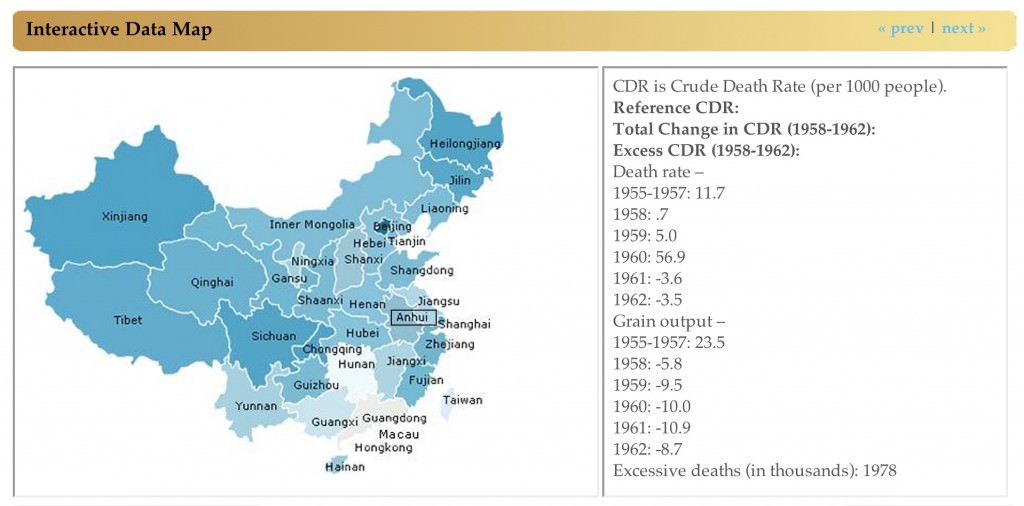 Interactive Data Map
« prev | next »
Heilongjiang
Jilin
Liaoning
Xinjiang
Inner Mongolia
Beijing
Hebei
Tianjin
Ningxia
Shanxi
Shangdong
Qinghai
Gansu
Shaanxi
Henan
Jiangsu
Anhui
Shanghai
Tibet
Sichuan
Hubei
Chongqing
Zhejiang
Hunan
Jiangxi
Guizhou
Fujian
Yunnan
Taiwan
Guangxi
Guangdong
Macau
Hongkong
Hainan
CDR is Crude Death Rate (per 1000 people).
Reference CDR:
Total Change in CDR (1958-1962):
Excess CDR (1958-1962):
Death rate –
1955-1957: 11.7
1958: .7
1959: 5.0
1960: 56.9
1961: -3.6
1962: -3.5
Grain output –
1955-1957: 23.5
1958: -5.8
1959: -9.5
1960: -10.0
1961: -10.9
1962: -8.7
Excessive deaths (in thousands): 1978